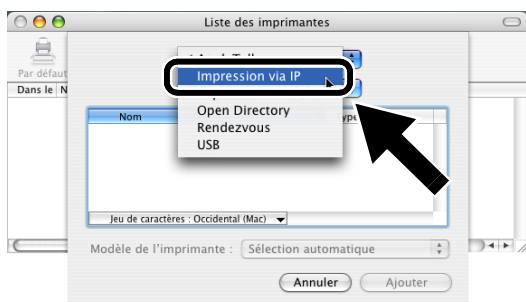 Liste des imprimantes
Par défaut
Dans le N
Impression via IP
Open Directory
Rendezvous
USB
Nom
Jeu de caractères : Occidental (Mac)
Modèle de l'imprimante : Sélection automatique
Annuler Ajouter